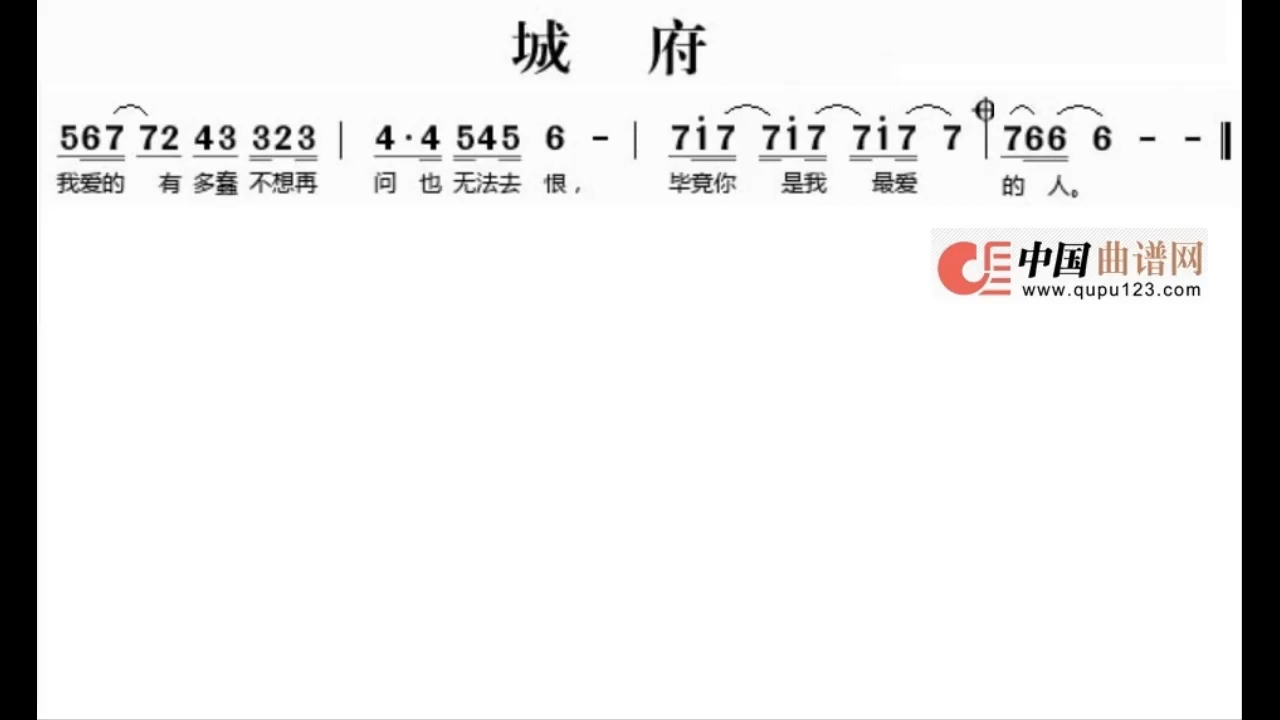 城 府
567 72 43 323 | 4·4 545 6 - | 7i7 7i7 7i7 7 | 766 6 - - ‖
我爱的 有 多蠢 不想再 问 也 无法去 恨， 毕竟你 是我 最爱 的 人。
中国曲谱网
www.qupu123.com